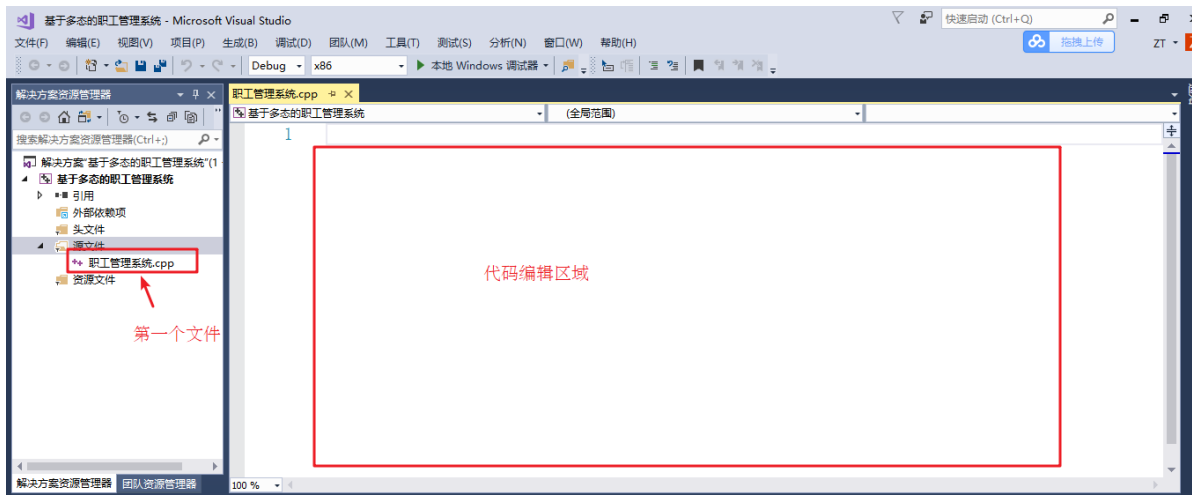 基于多态的职工管理系统 - Microsoft Visual Studio
快速启动 (Ctrl+Q)
文件(F) 编辑(E) 视图(V) 项目(P) 生成(B) 调试(D) 团队(M) 工具(T) 测试(S) 分析(N) 窗口(W) 帮助(H)
拖拽上传
ZT
Debug x86 本地 Windows 调试器
解决方案资源管理器
职工管理系统.cpp
基于多态的职工管理系统
(全局范围)
搜索解决方案资源管理器(Ctrl+;)
1
解决方案"基于多态的职工管理系统"(1
基于多态的职工管理系统
引用
外部依赖项
头文件
源文件
职工管理系统.cpp
资源文件
代码编辑区域
第一个文件
解决方案资源管理器 团队资源管理器
100 %